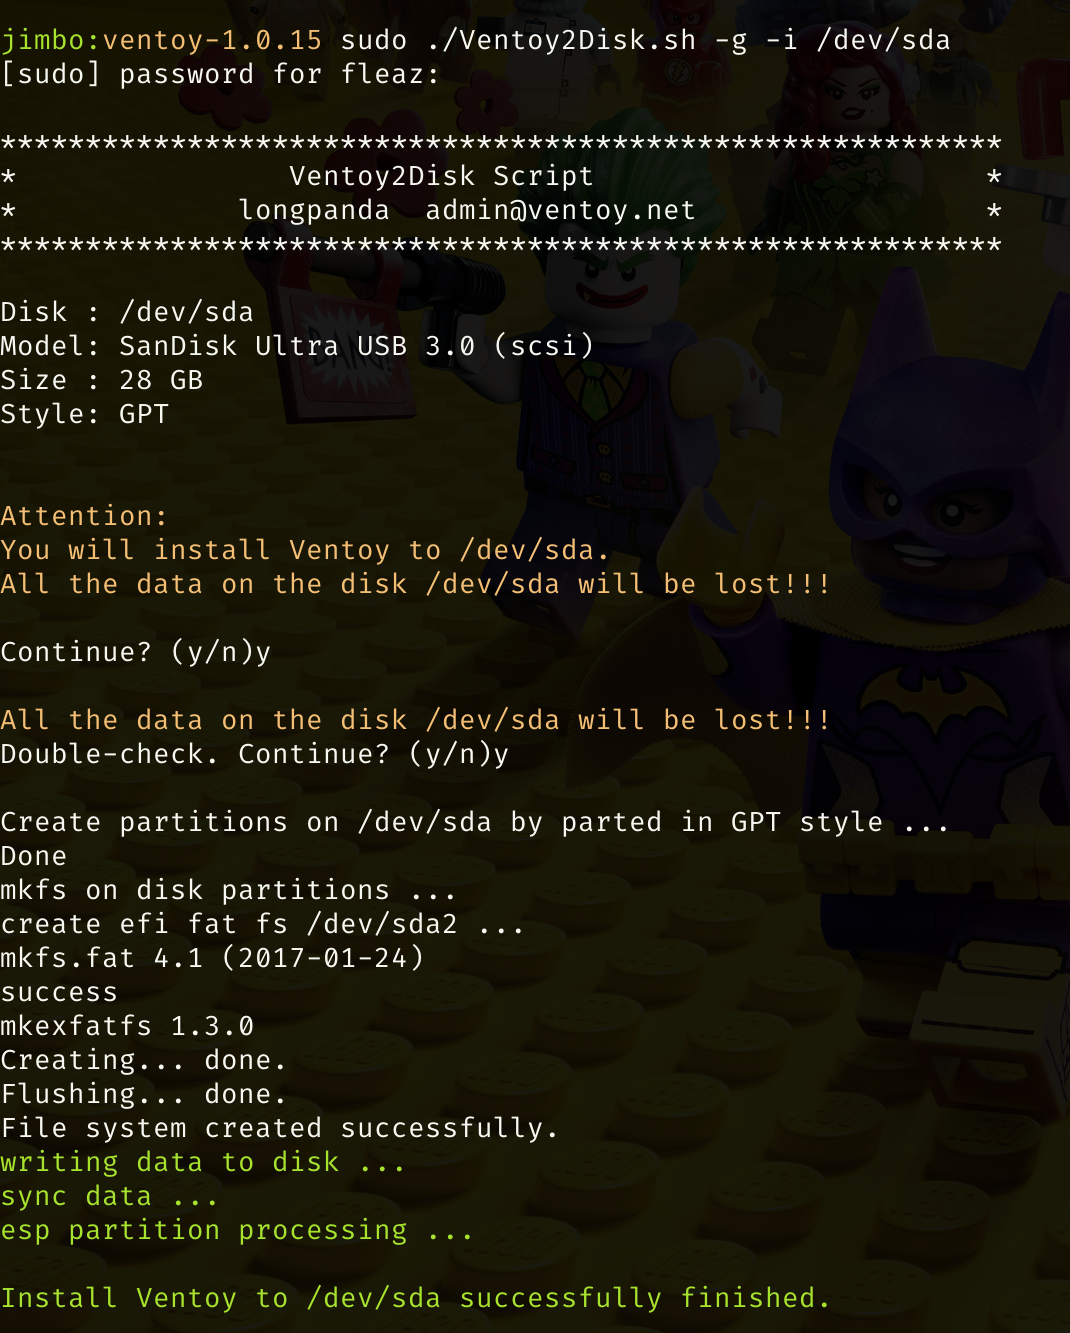 jimbo:ventoy-1.0.15 sudo ./Ventoy2Disk.sh -g -i /dev/sda
[sudo] password for fleaz:
***********************************************************
* Ventoy2Disk Script *
* longpanda admin@ventoy.net *
***********************************************************
Disk : /dev/sda
Model: SanDisk Ultra USB 3.0 (scsi)
Size : 28 GB
Style: GPT
Attention:
You will install Ventoy to /dev/sda.
All the data on the disk /dev/sda will be lost!!!
Continue? (y/n)y
All the data on the disk /dev/sda will be lost!!!
Double-check. Continue? (y/n)y
Create partitions on /dev/sda by parted in GPT style ...
Done
mkfs on disk partitions ...
create efi fat fs /dev/sda2 ...
mkfs.fat 4.1 (2017-01-24)
success
mkexfatfs 1.3.0
Creating... done.
Flushing... done.
File system created successfully.
writing data to disk ...
sync data ...
esp partition processing ...
Install Ventoy to /dev/sda successfully finished.